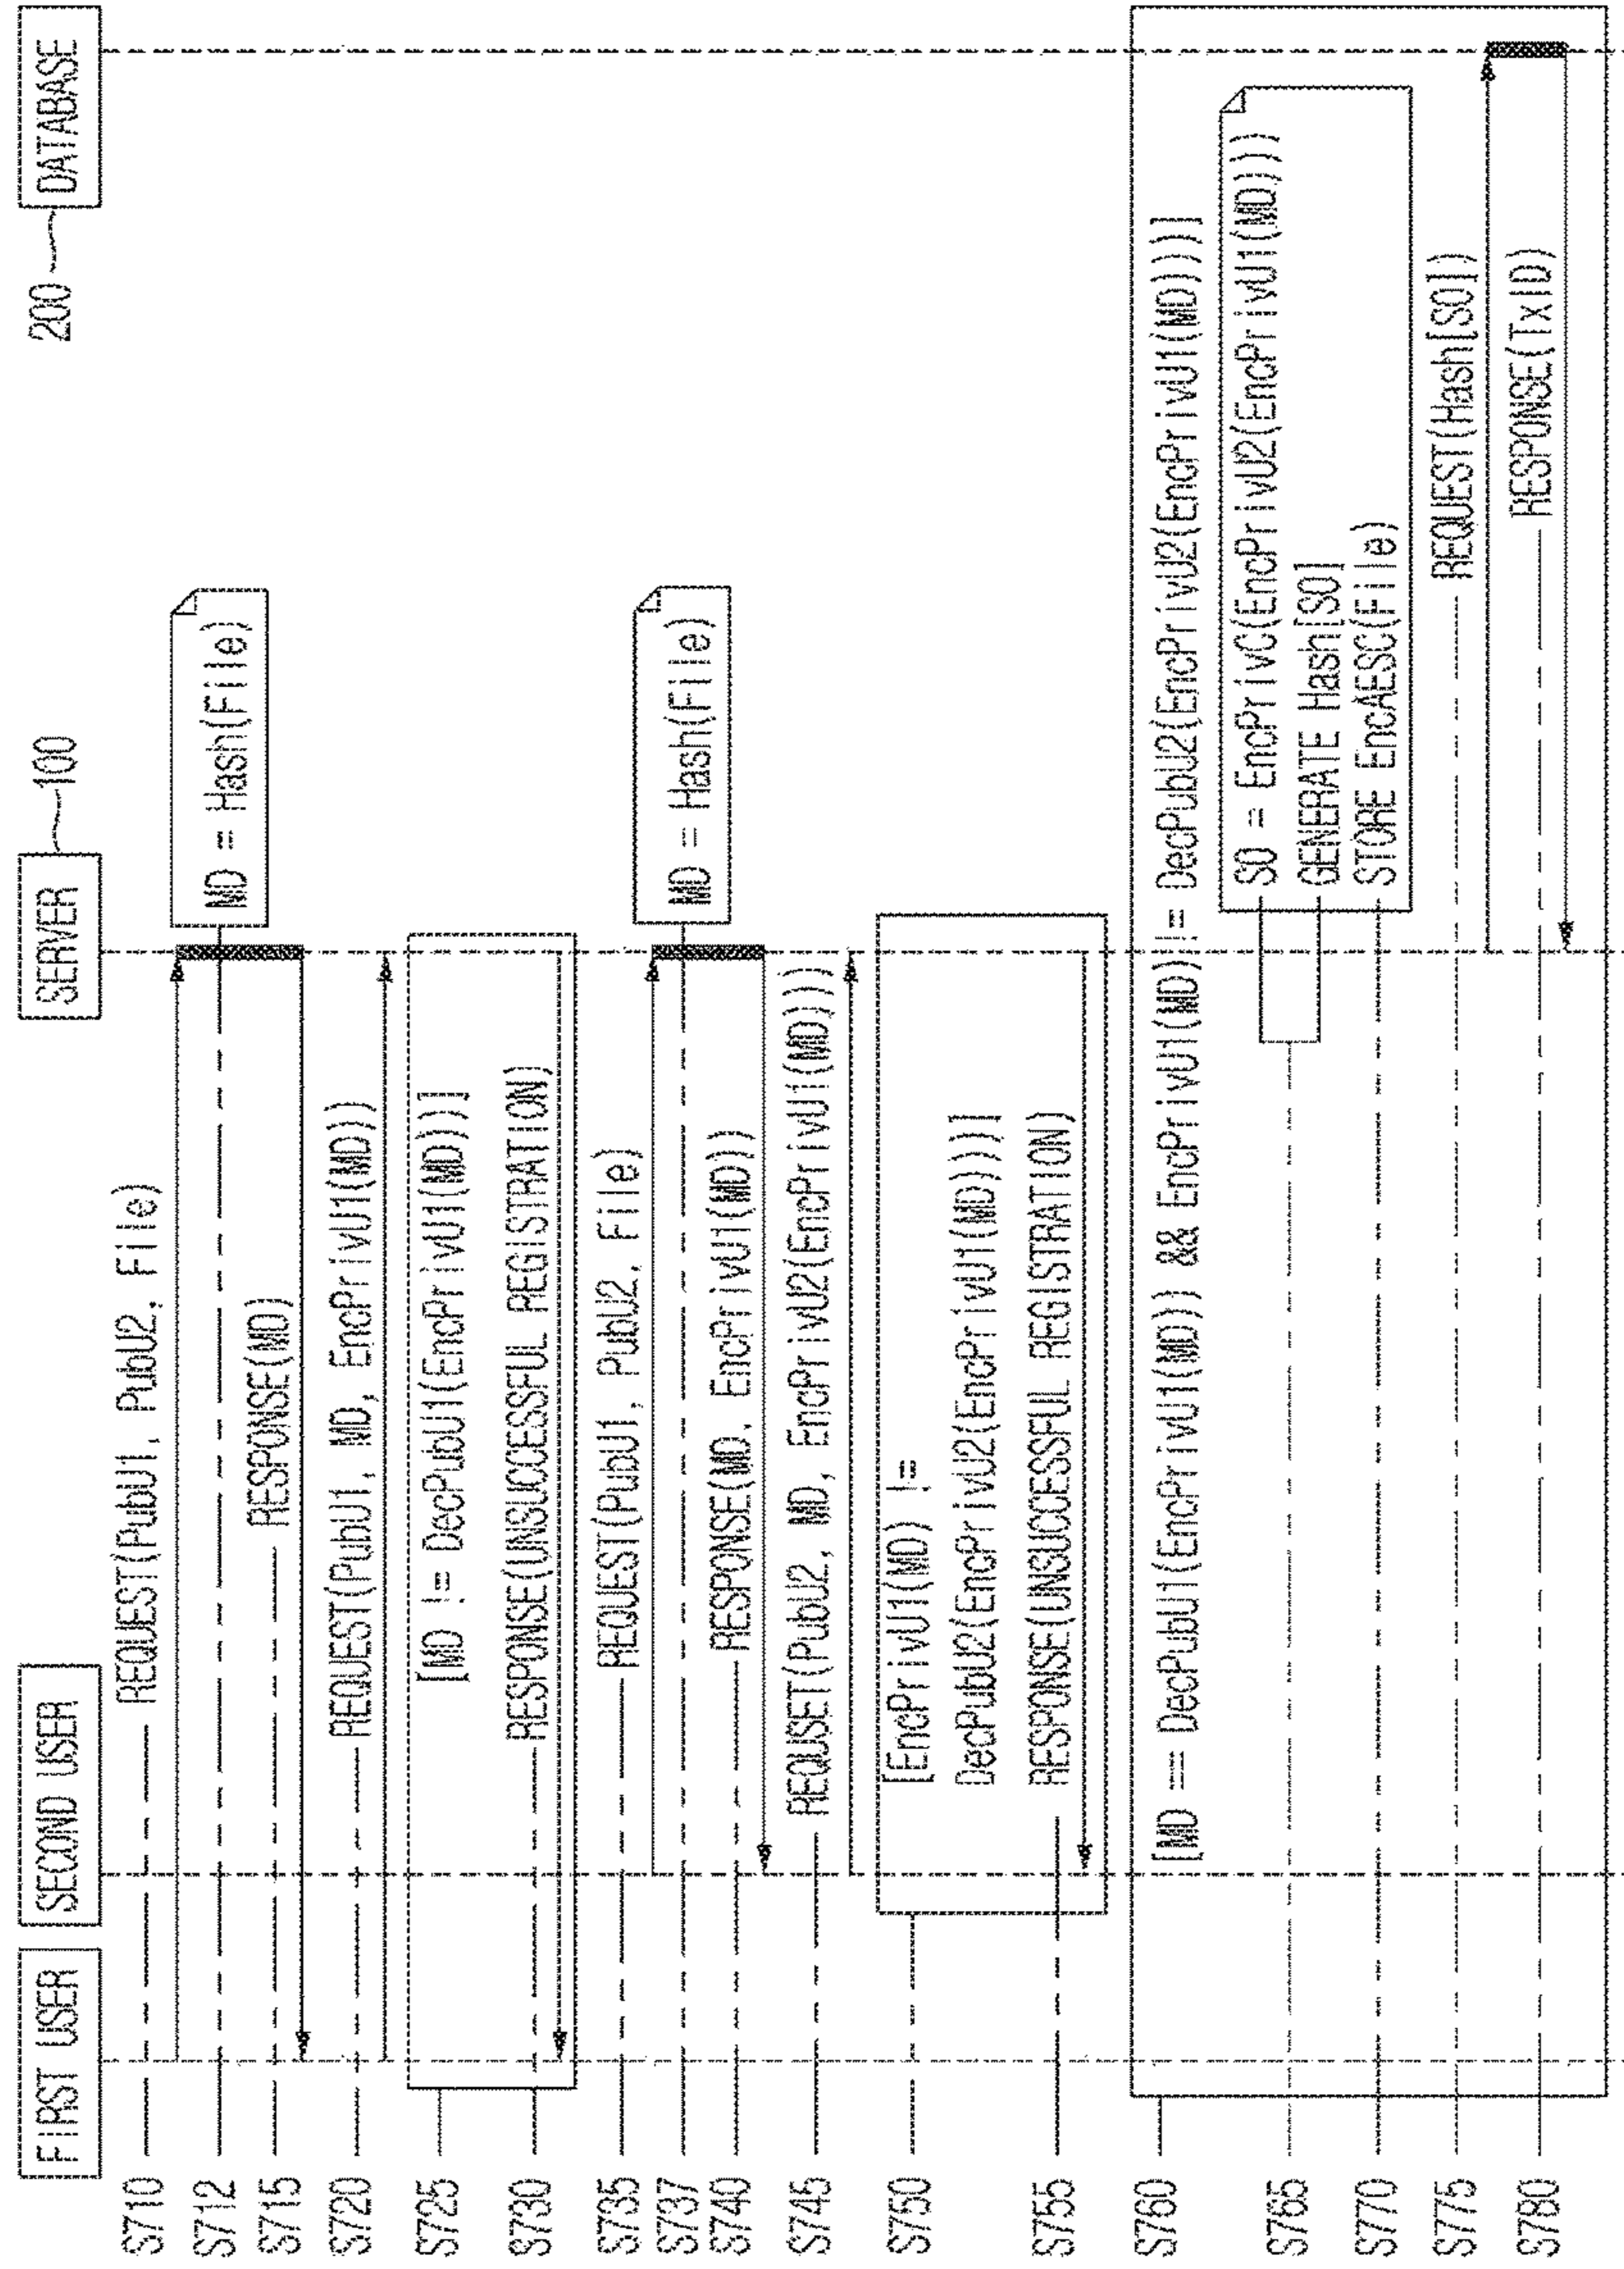 FIRST USER
SECOND USER
SERVER
100
200
DATABASE
S710
REQUEST(PubU1, PubU2, File)
S712
MD = Hash(File)
S715
RESPONSE(MD)
S720
REQUEST(PubU1, MD, EncPrivU1(MD))
S725
[MD != DecPubU1(EncPrivU1(MD))]
S730
RESPONSE(UNSUCCESSFUL REGISTRATION)
S735
REQUEST(PubU1, PubU2, File)
S737
MD = Hash(File)
S740
RESPONSE(MD, EncPrivU1(MD))
S745
REQUSET(PubU2, MD, EncPrivU2(EncPrivU1(MD)))
S750
[EncPrivU1(MD) !=
DecPubU2(EncPrivU2(EncPrivU1(MD)))]
S755
RESPONSE(UNSUCCESSFUL REGISTRATION)
S760
[MD == DecPubU1(EncPrivU1(MD)) && EncPrivU1(MD)!= DecPubU2(EncPrivU2(EncPrivU1(MD)))]
S765
SO = EncPrivC(EncPrivU2(EncPrivU1(MD)))
GENERATE Hash[SO]
S770
STORE EncAESC(File)
S775
REQUEST(Hash[SO])
S780
RESPONSE(TxID)